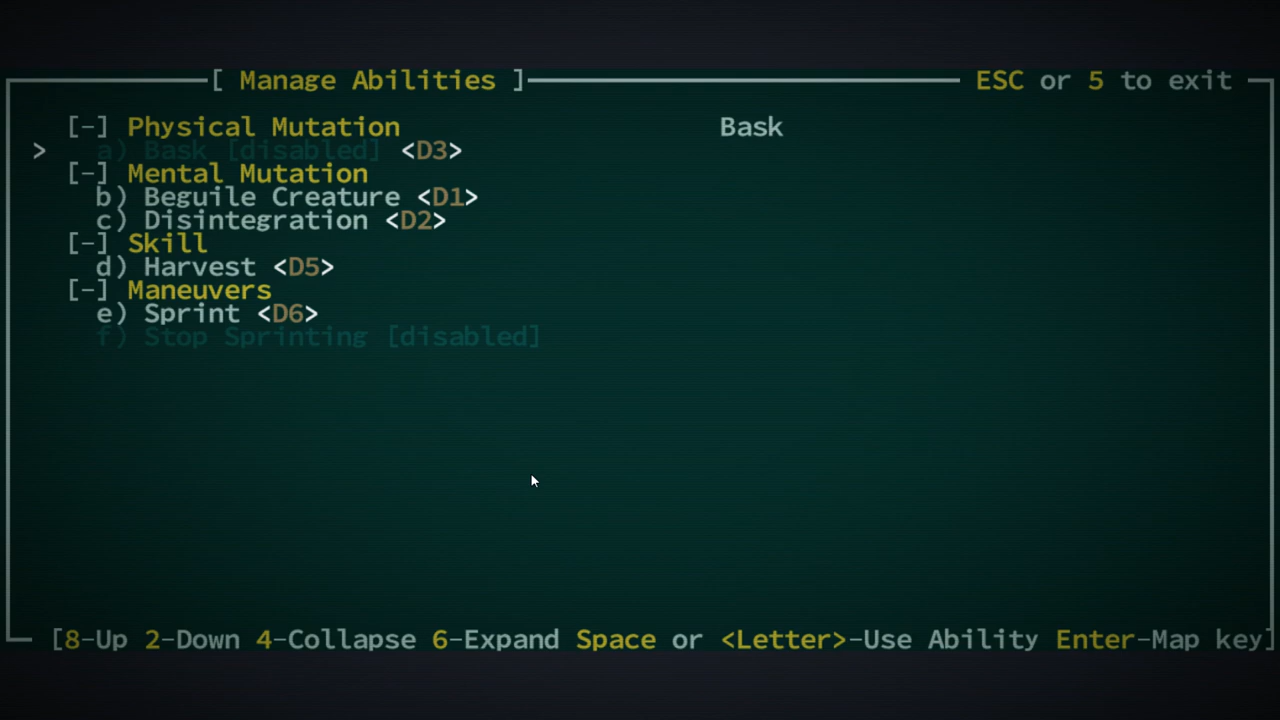 [ Manage Abilities ] ESC or 5 to exit
[-] Physical Mutation Bask
> a) Bask [disabled] <D3>
[-] Mental Mutation
b) Beguile Creature <D1>
c) Disintegration <D2>
[-] Skill
d) Harvest <D5>
[-] Maneuvers
e) Sprint <D6>
f) Stop Sprinting [disabled]
[8-Up 2-Down 4-Collapse 6-Expand Space or <Letter>-Use Ability Enter-Map key]